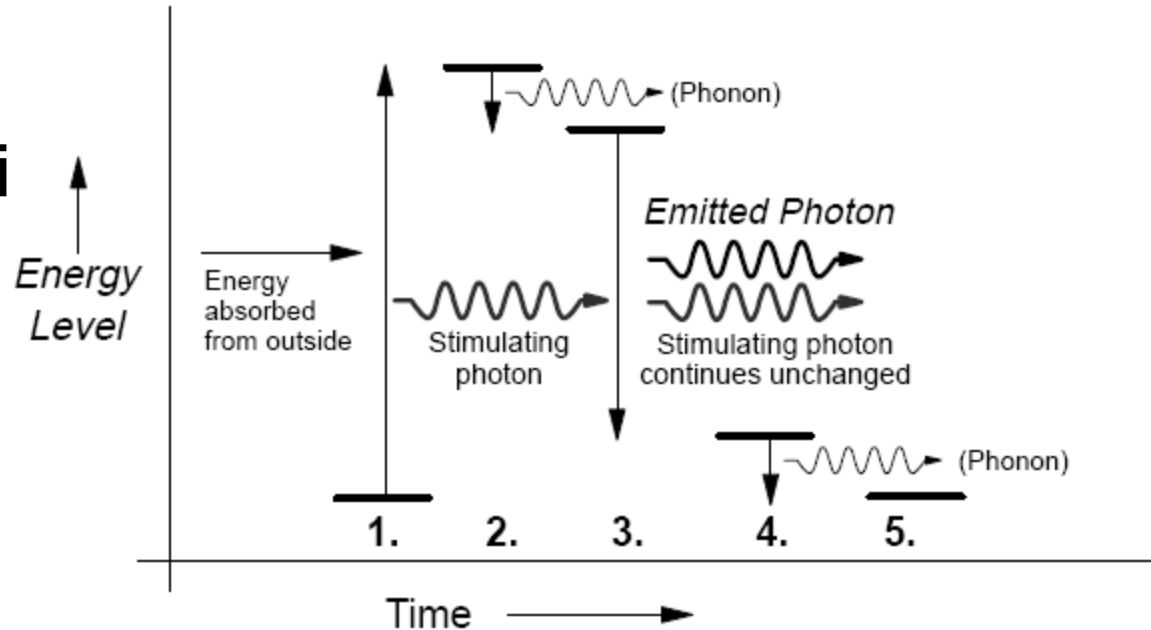 i
Energy
Level
Energy
absorbed
from outside
(Phonon)
Stimulating
photon
Emitted Photon
Stimulating photon
continues unchanged
(Phonon)
1. 2. 3. 4. 5.
Time